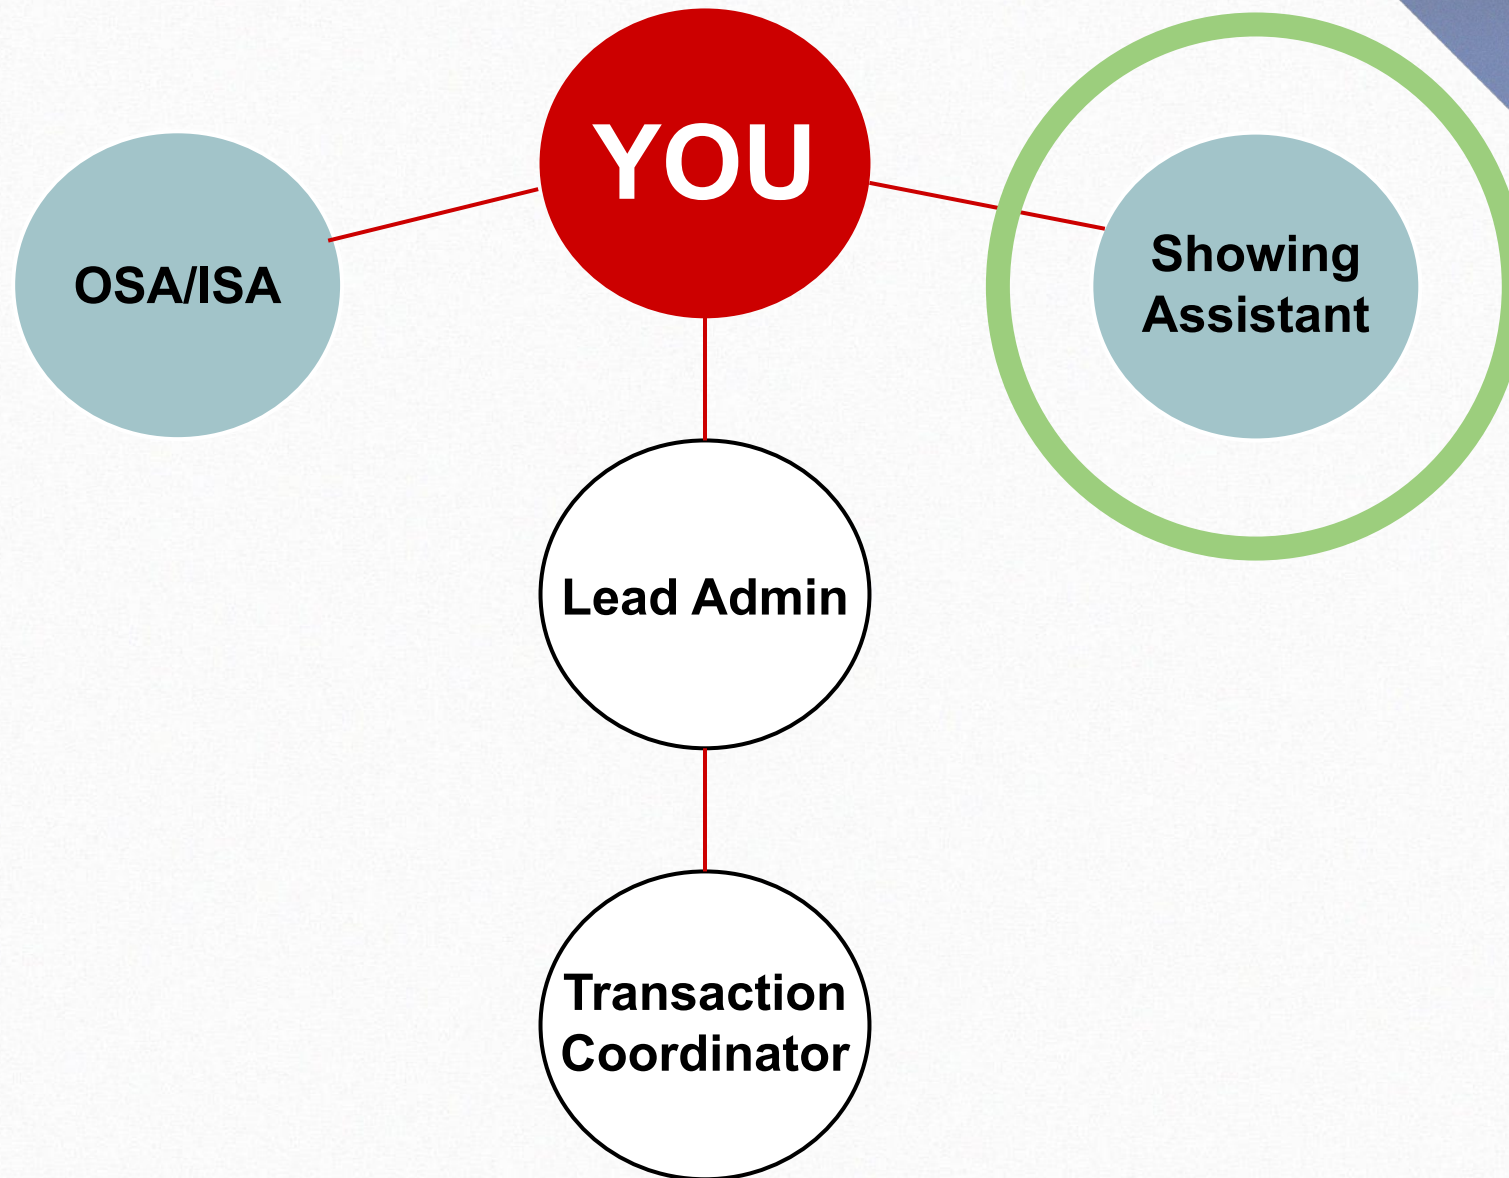 YOU
OSA/ISA
Showing
Assistant
Lead Admin
Transaction
Coordinator